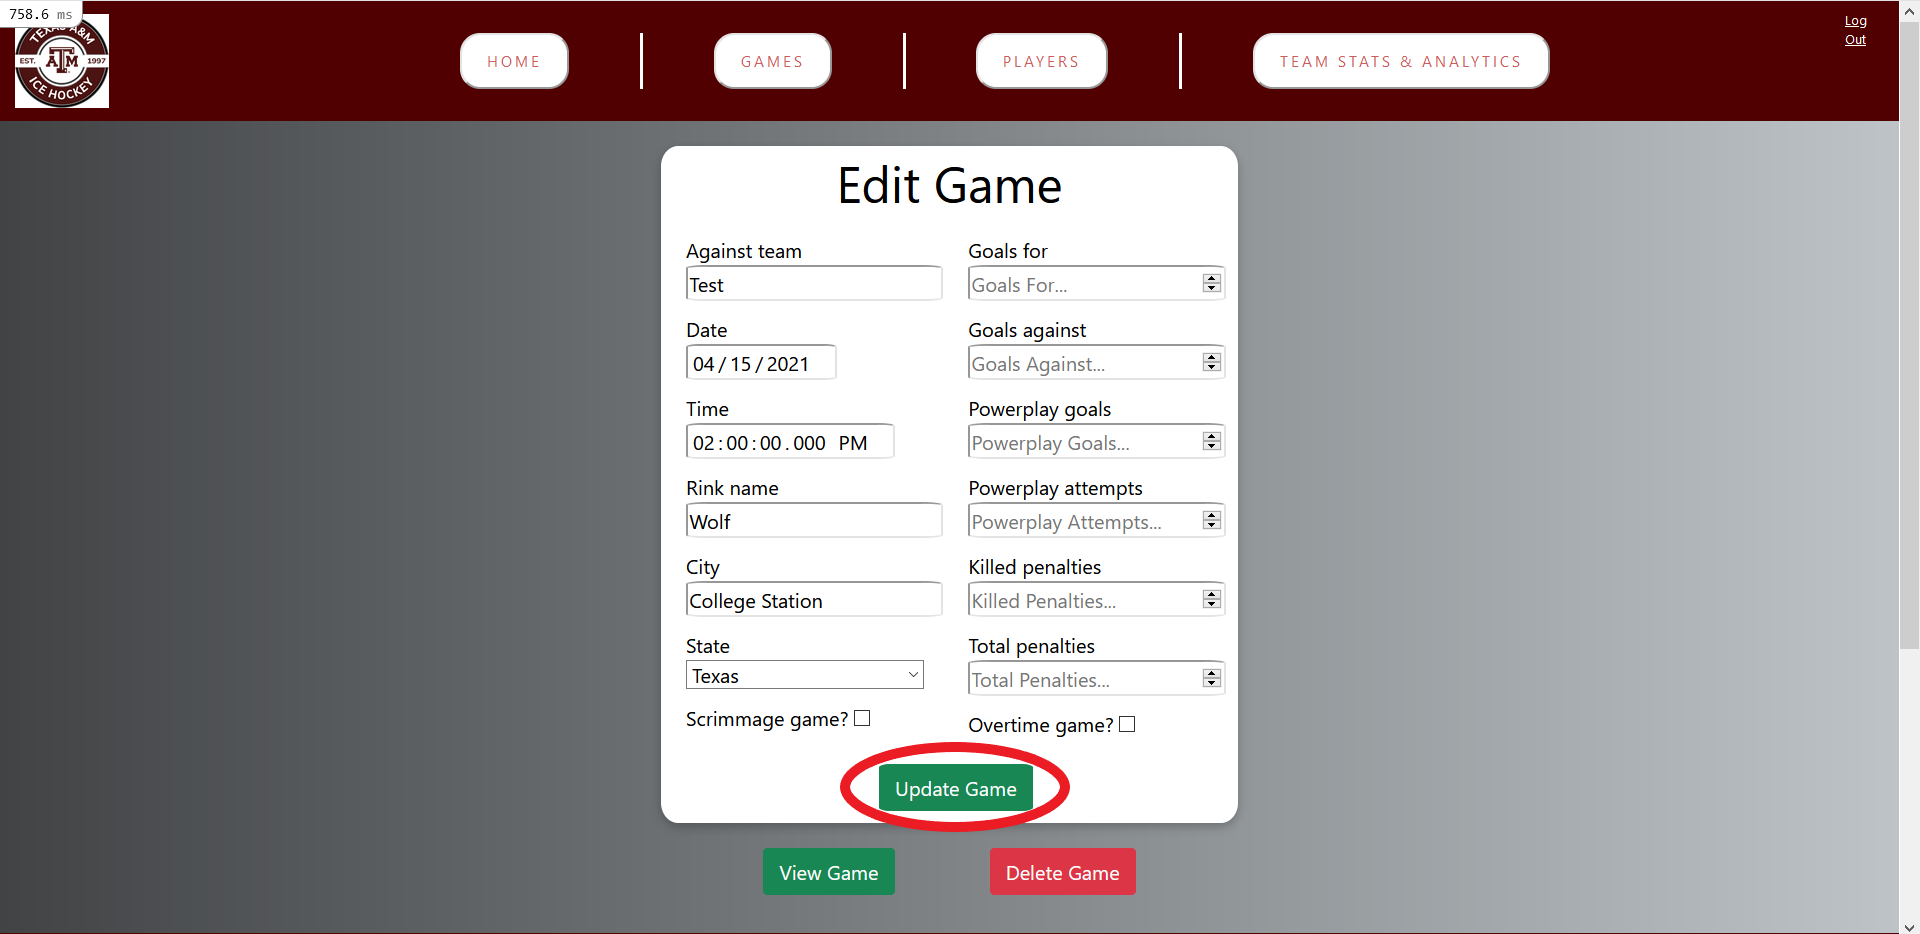 758.6 ms
TEXAS A&M
EST. ATM 1997
ICE HOCKEY
HOME
GAMES
PLAYERS
TEAM STATS & ANALYTICS
Log
Out
Edit Game
Against team
Test
Date
04/15/2021
Time
02:00:00.000 PM
Rink name
Wolf
City
College Station
State
Texas
Scrimmage game?
Goals for
Goals For...
Goals against
Goals Against...
Powerplay goals
Powerplay Goals...
Powerplay attempts
Powerplay Attempts...
Killed penalties
Killed Penalties...
Total penalties
Total Penalties...
Overtime game?
Update Game
View Game
Delete Game